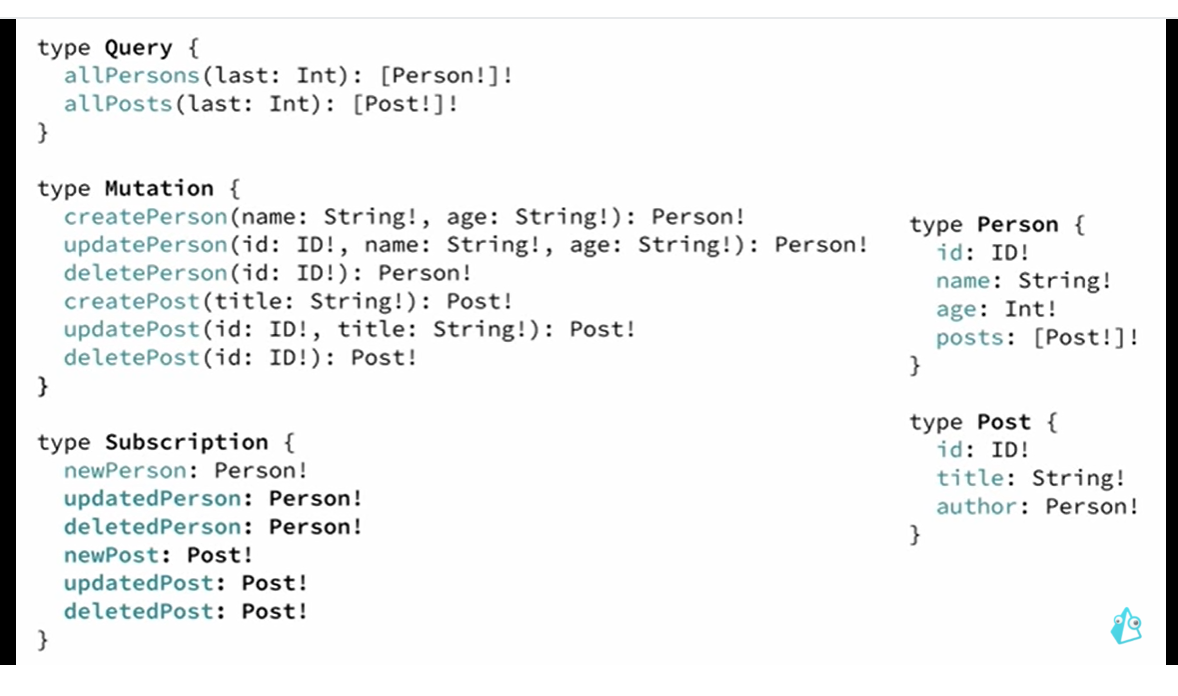 type Query {
  allPersons(last: Int): [Person!]!
  allPosts(last: Int): [Post!]!
}
type Mutation {
  createPerson(name: String!, age: String!): Person!
  updatePerson(id: ID!, name: String!, age: String!): Person!
  deletePerson(id: ID!): Person!
  createPost(title: String!): Post!
  updatePost(id: ID!, title: String!): Post!
  deletePost(id: ID!): Post!
}
type Subscription {
  newPerson: Person!
  updatedPerson: Person!
  deletedPerson: Person!
  newPost: Post!
  updatedPost: Post!
  deletedPost: Post!
}
type Person {
  id: ID!
  name: String!
  age: Int!
  posts: [Post!]!
}
type Post {
  id: ID!
  title: String!
  author: Person!
}